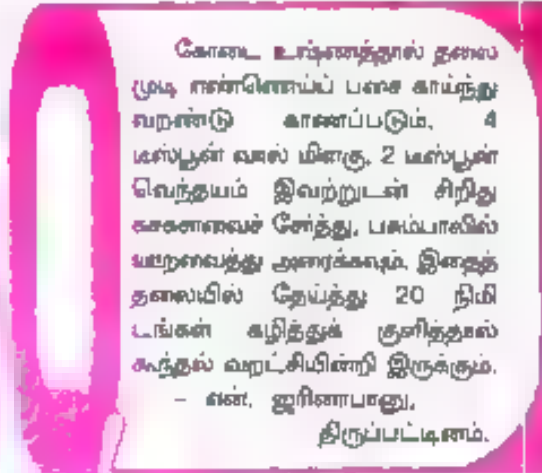 கோடை உஷ்ணத்தால் தலை
முடி எண்ணெய்ப் பசை காய்ந்து
வறண்டு காணப்படும். 4
டீஸ்பூன் வால் மிளகு, 2 டீஸ்பூன்
வெந்தயம் இவற்றுடன் சிறிது
கசகசாவைச் சேர்த்து, பசும்பாலில்
ஊறவைத்து அரைக்கவும். இதைத்
தலையில் தேய்த்து 20 நிமி
டங்கள் கழித்துக் குளித்தால்
கூந்தல் வறட்சியின்றி இருக்கும்.
- என். ஜரினாபானு,
திருப்பட்டினம்.